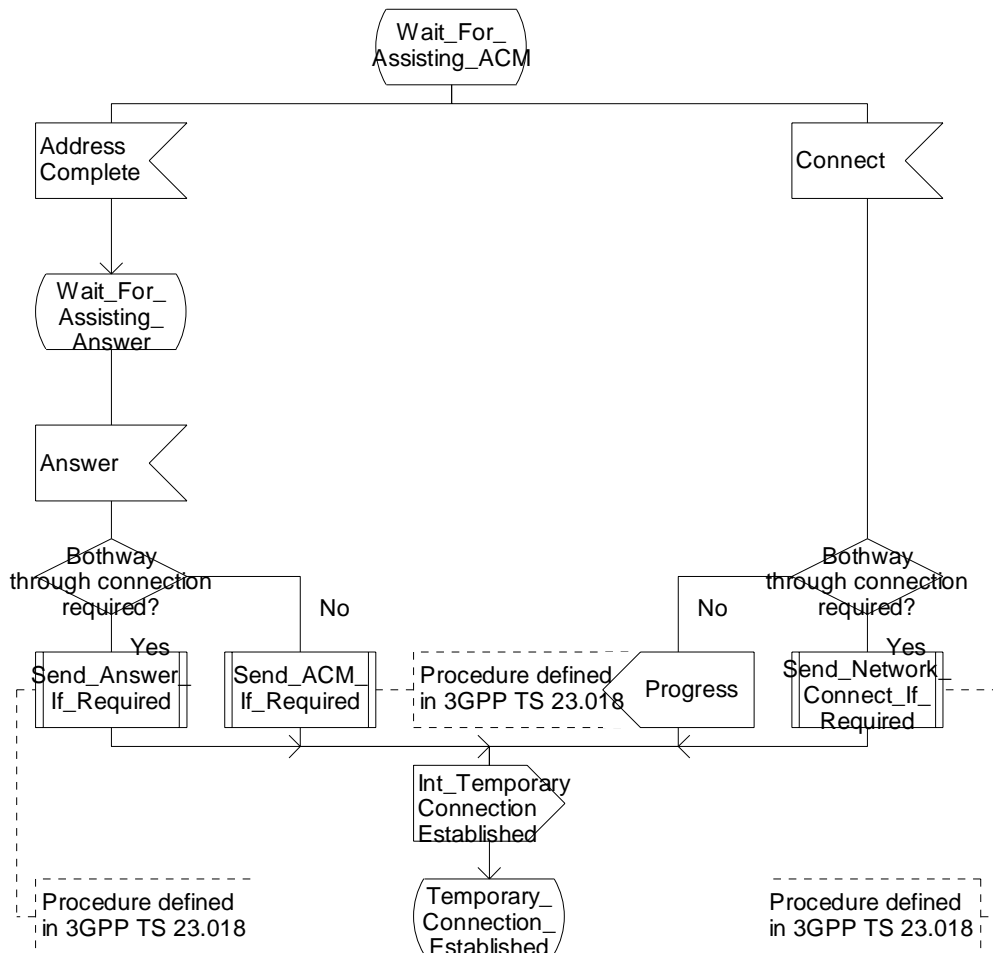 Wait_For_
Assisting_ACM
Address
Complete
Connect
Wait_For_
Assisting_
Answer
Answer
Bothway
through connection
required?
No
Yes
Bothway
through connection
required?
No
Yes
Send_Answer_
If_Required
Send_ACM_
If_Required
Procedure defined
in 3GPP TS 23.018
Progress
Send_Network_
Connect_If_
Required
Int_Temporary
Connection
Established
Procedure defined
in 3GPP TS 23.018
Temporary_
Connection_
Established
Procedure defined
in 3GPP TS 23.018